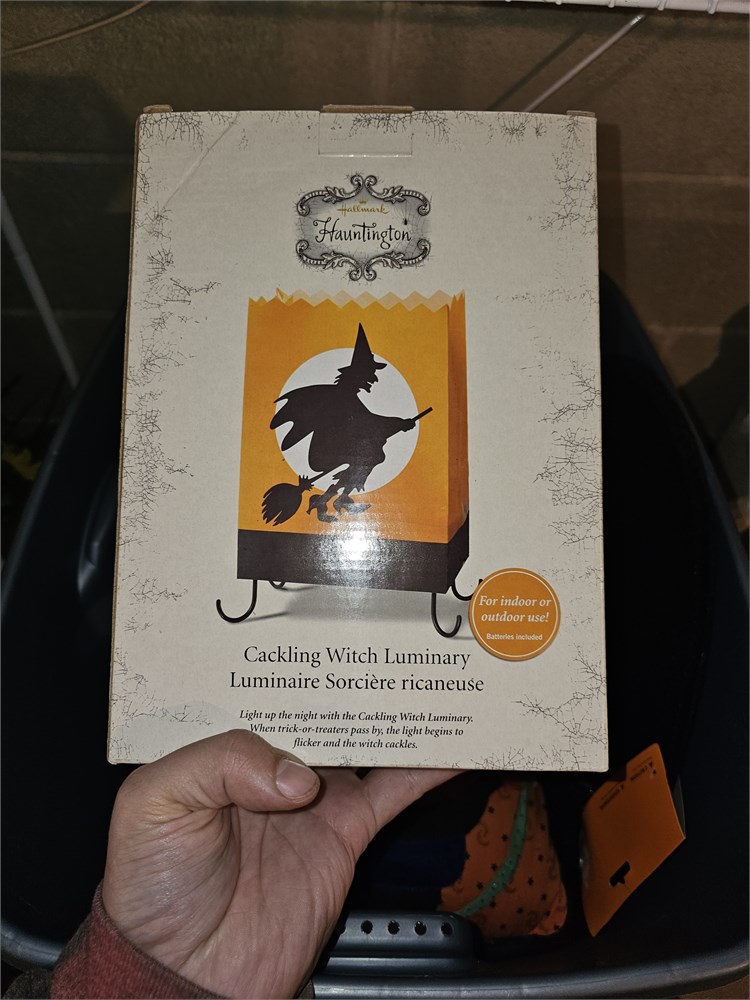 Hallmark
Hauntington
For indoor or
outdoor use!
Batteries included
Cackling Witch Luminary
Luminaire Sorcière ricaneuse
Light up the night with the Cackling Witch Luminary.
When trick-or-treaters pass by, the light begins to
flicker and the witch cackles.